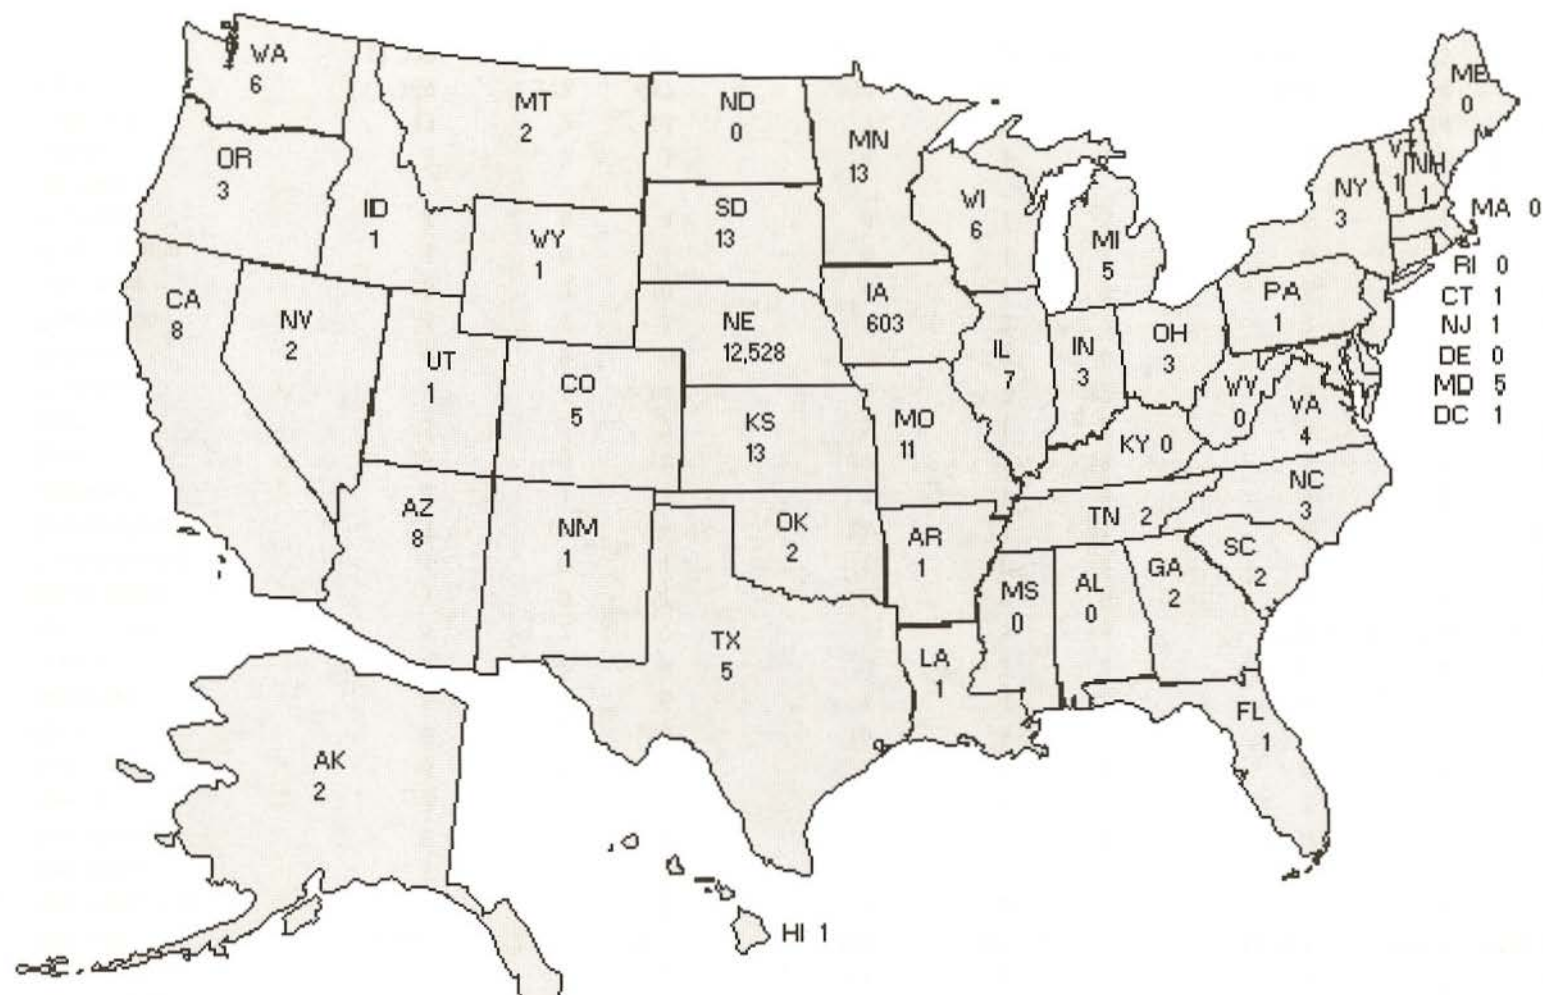 WA
6
MT
2
ND
0
MN
13
ME
0
OR
3
ID
1
WY
1
SD
13
WI
6
MI
5
NY
3
VT
1
NH
1
MA 0
RI 0
CT 1
NJ 1
DE 0
MD 5
DC 1
CA
8
NV
2
UT
1
CO
5
NE
12,528
IA
603
IL
7
IN
3
OH
3
PA
1
KS
13
MO
11
KY 0
WV
0
VA
4
AZ
8
NM
1
OK
2
AR
1
TN 2
NC
3
SC
2
TX
5
LA
1
MS
0
AL
0
GA
2
FL
1
AK
2
HI 1